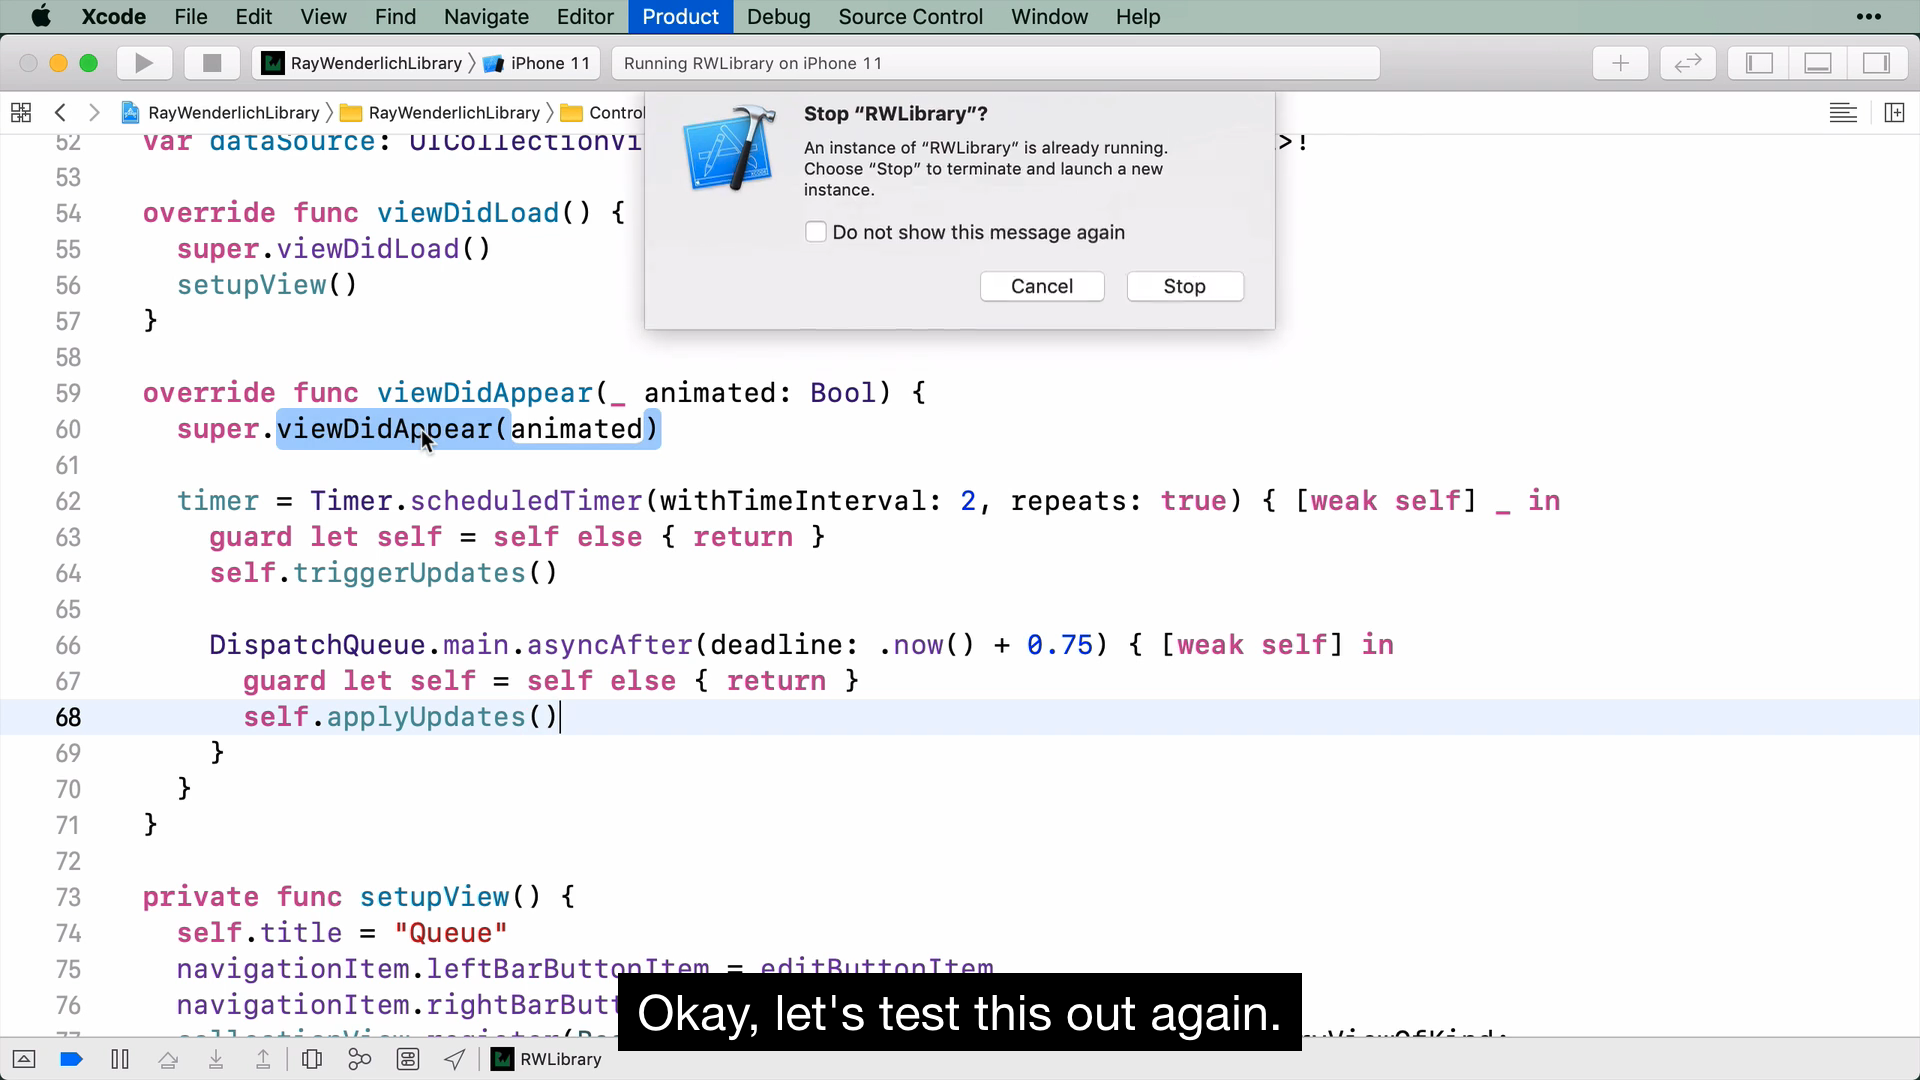 Xcode File Edit View Find Navigate Editor Product Debug Source Control Window Help •••
RayWenderlichLibrary iPhone 11 Running RWLibrary on iPhone 11
RayWenderlichLibrary RayWenderlichLibrary Contro
Stop “RWLibrary”?
An instance of “RWLibrary” is already running.
Choose “Stop” to terminate and launch a new
instance.
Do not show this message again
Cancel Stop
52 var dataSource: UICollectionVi >!
53
54 override func viewDidLoad() {
55 super.viewDidLoad()
56 setupView()
57 }
58
59 override func viewDidAppear(_ animated: Bool) {
60 super.viewDidAppear(animated)
61
62 timer = Timer.scheduledTimer(withTimeInterval: 2, repeats: true) { [weak self] _ in
63 guard let self = self else { return }
64 self.triggerUpdates()
65
66 DispatchQueue.main.asyncAfter(deadline: .now() + 0.75) { [weak self] in
67 guard let self = self else { return }
68 self.applyUpdates()
69 }
70 }
71 }
72
73 private func setupView() {
74 self.title = "Queue"
75 navigationItem.leftBarButtonItem = editButtonItem
76 navigationItem.rightBarButt
Okay, let's test this out again.
RWLibrary